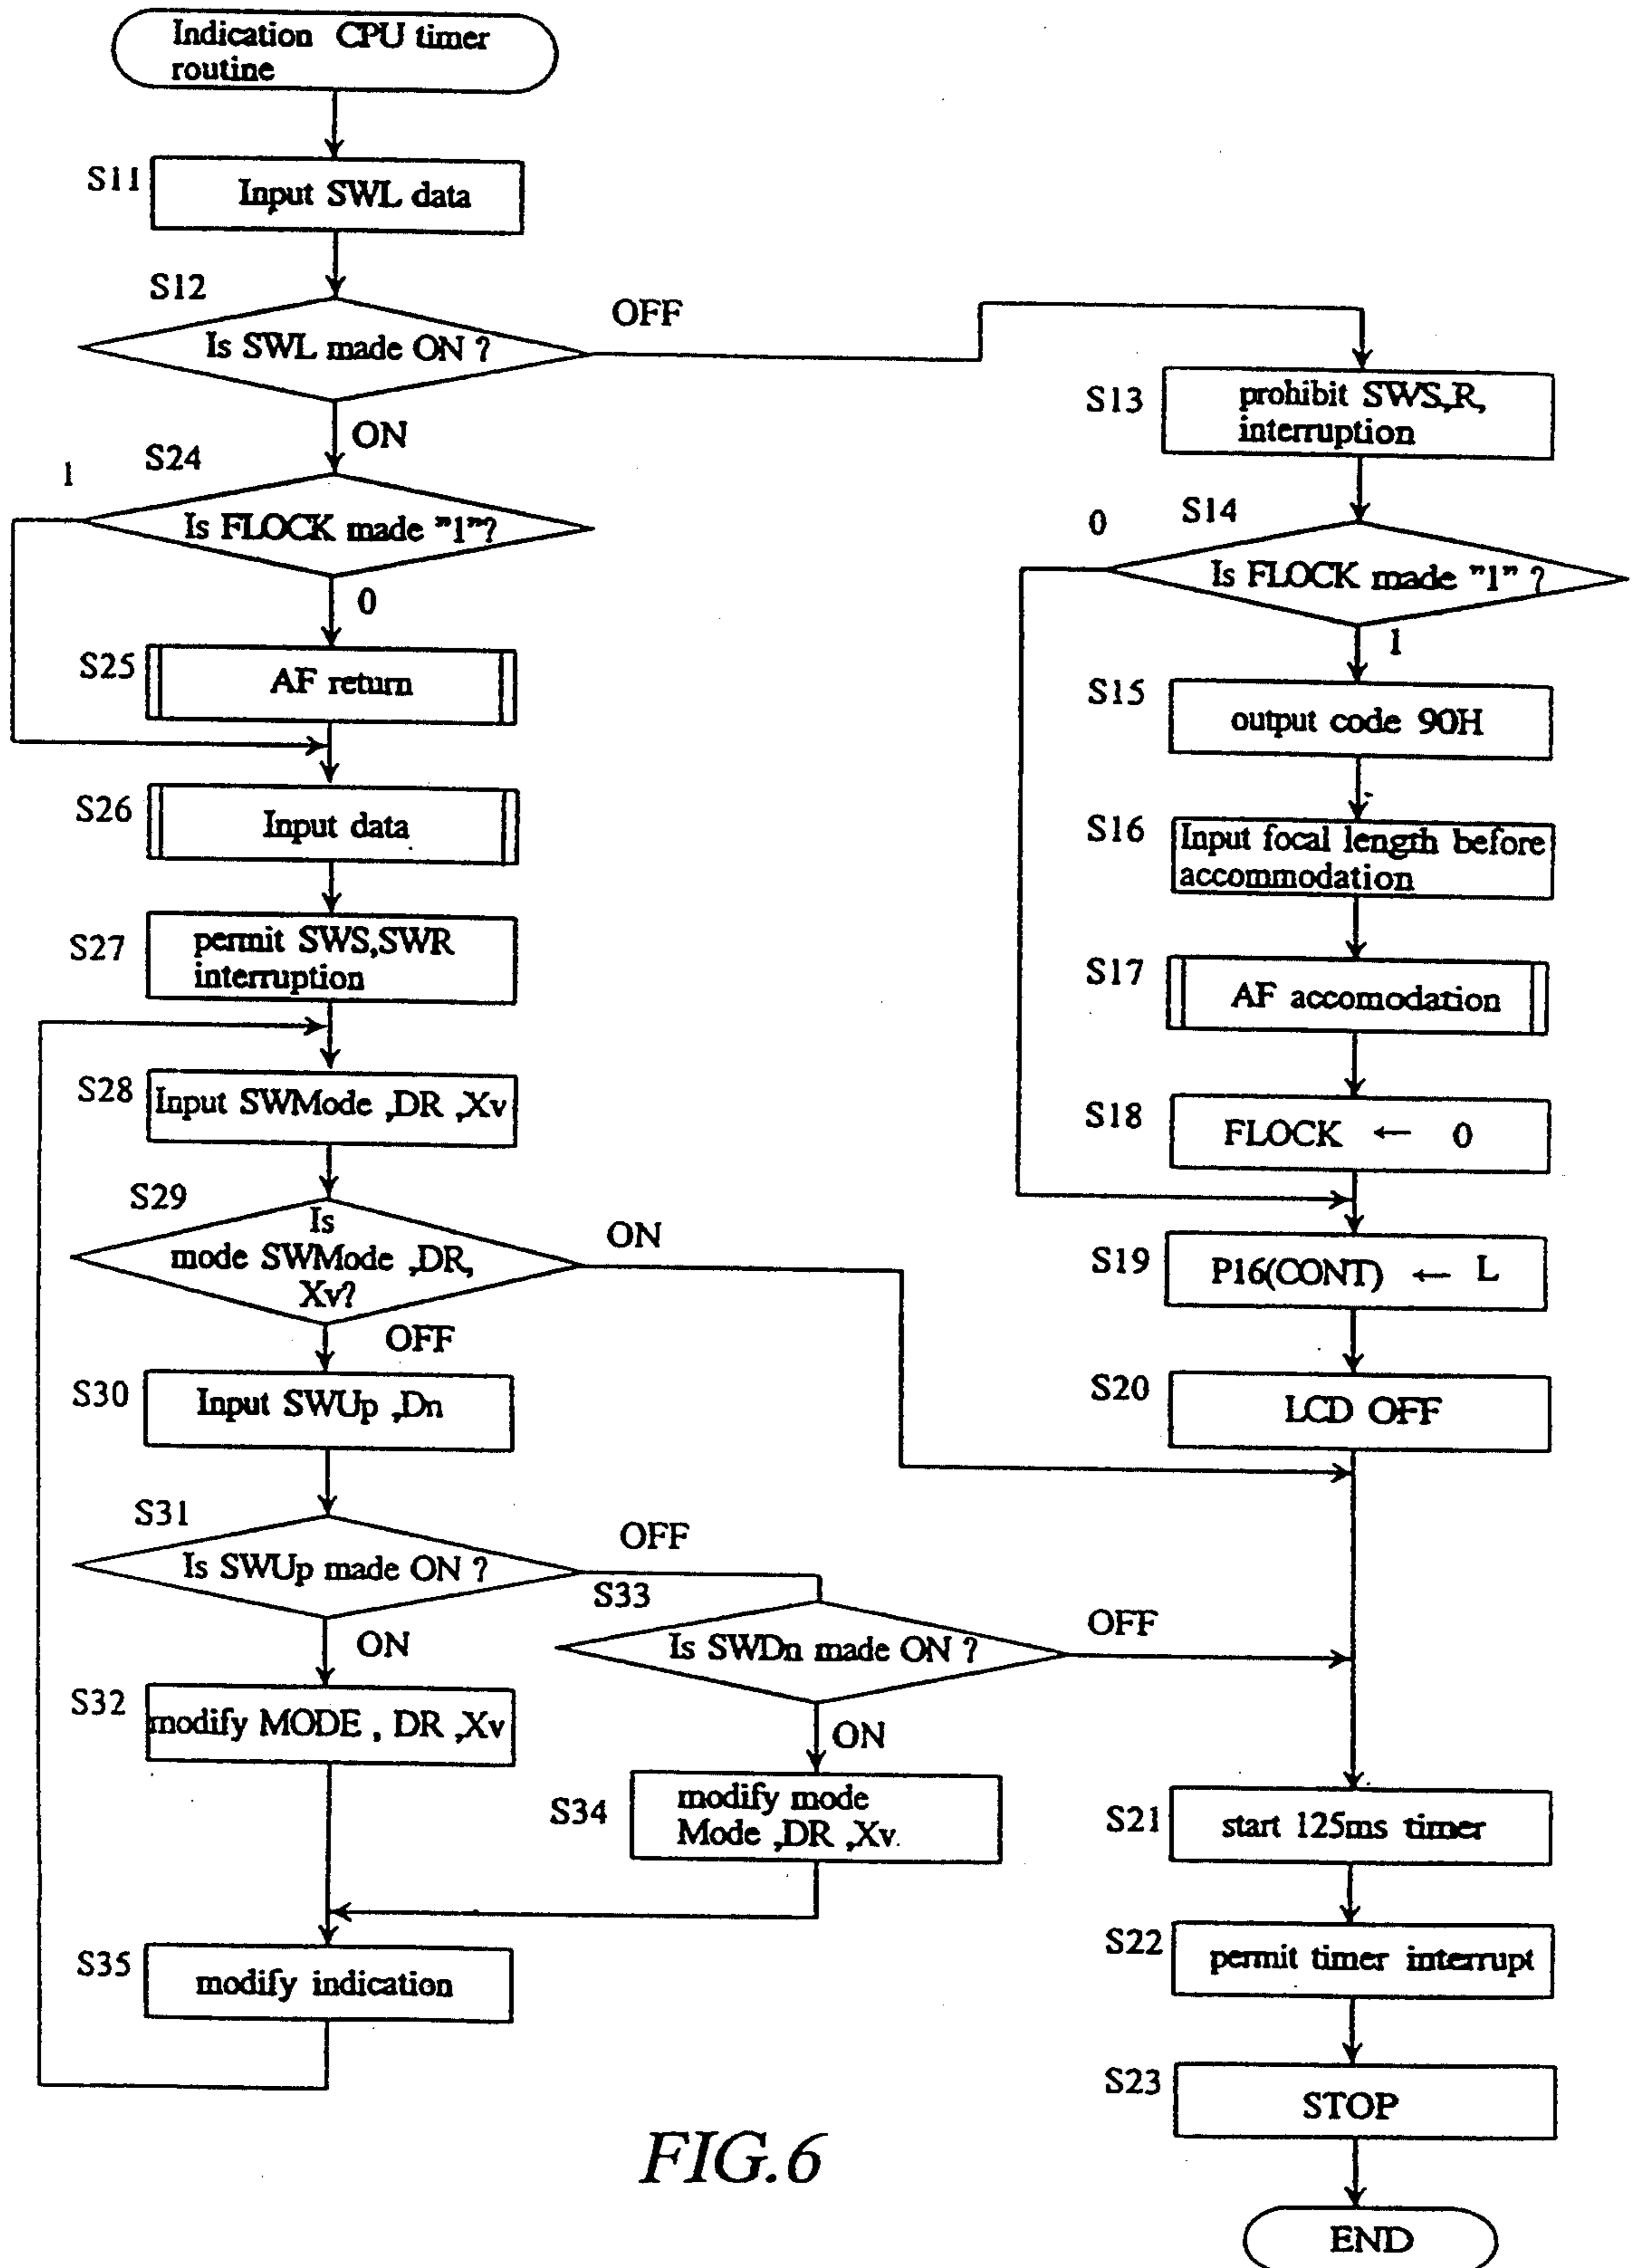 Indication CPU timer
routine
S11
Input SWL data
S12
Is SWL made ON ?
OFF
ON
S24
1
Is FLOCK made "1"?
0
S25
AF return
S26
Input data
S27
permit SWS,SWR
interruption
S28
Input SWMode ,DR ,Xv
S29
Is
mode SWMode ,DR,
Xv?
ON
OFF
S30
Input SWUp ,Dn
S31
Is SWUp made ON ?
OFF
ON
S32
modify MODE , DR ,Xv
S33
Is SWDn made ON ?
OFF
ON
S34
modify mode
Mode ,DR ,Xv.
S35
modify indication
S13
prohibit SWS,R,
interruption
S14
0
Is FLOCK made "1" ?
1
S15
output code 90H
S16
Input focal length before
accommodation
S17
AF accomodation
S18
FLOCK ← 0
S19
P16(CONT) ← L
S20
LCD OFF
S21
start 125ms timer
S22
permit timer interrupt
S23
STOP
END
FIG.6